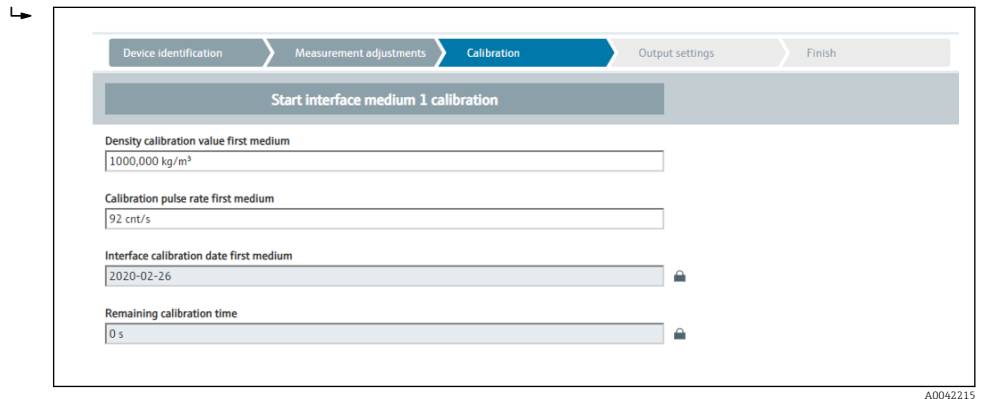 Device identification Measurement adjustments Calibration Output settings Finish
Start interface medium 1 calibration
Density calibration value first medium
1000,000 kg/m³
Calibration pulse rate first medium
92 cnt/s
Interface calibration date first medium
2020-02-26
Remaining calibration time
0 s
A0042215